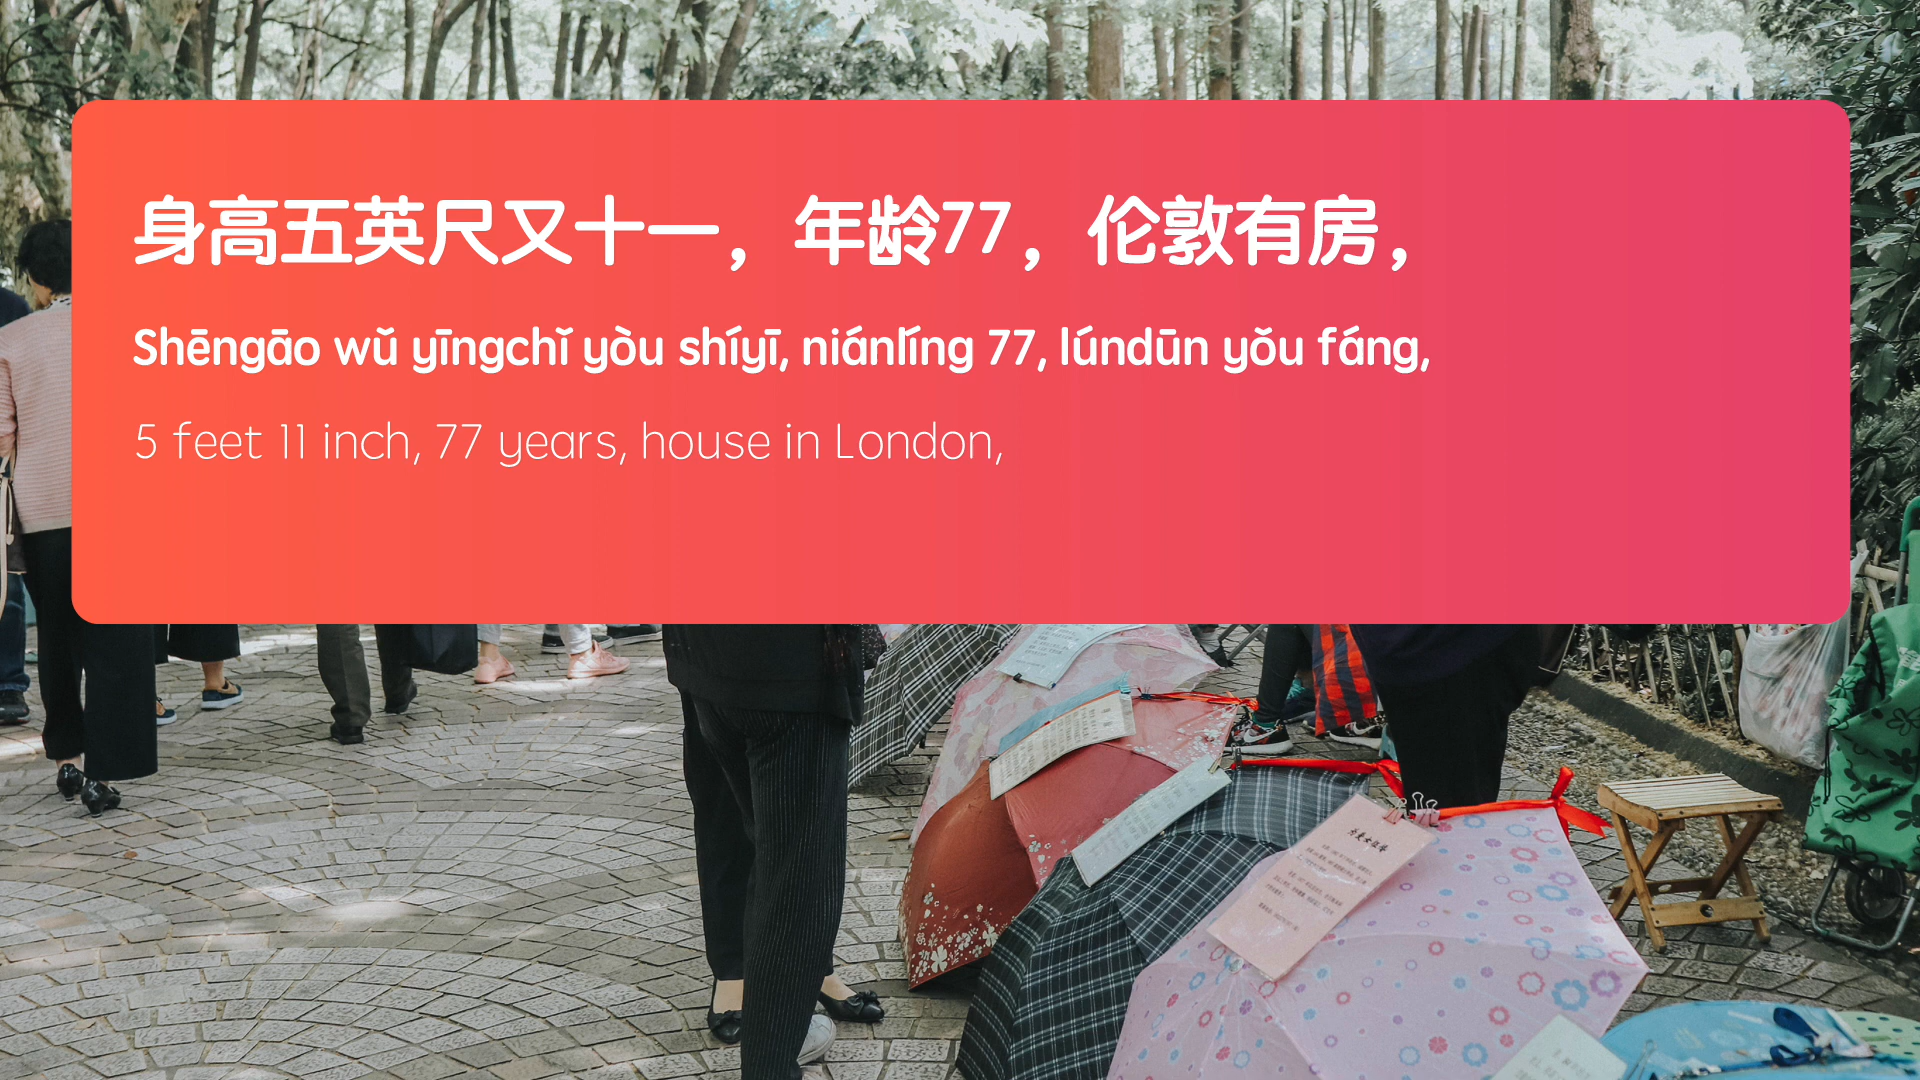 身高五英尺又十一，年龄77，伦敦有房，
Shēngāo wǔ yīngchǐ yòu shíyī, niánlíng 77, lúndūn yǒu fáng,
5 feet 11 inch, 77 years, house in London,